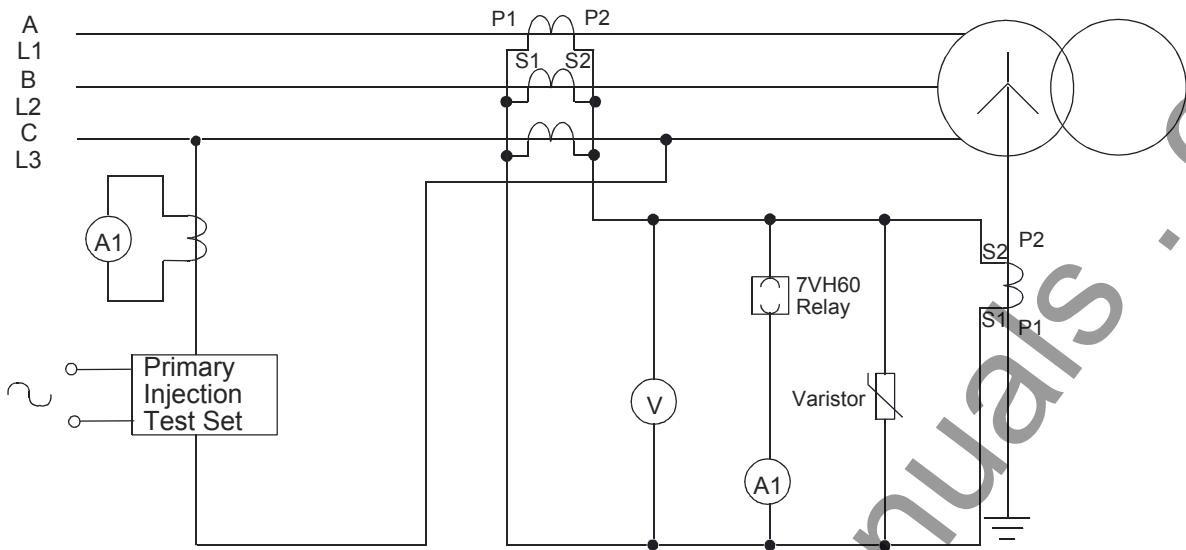 A
L1
B
L2
C
L3
P1
P2
S1
S2
A1
Primary
Injection
Test Set
7VH60
Relay
V
Varistor
A1
S2
P2
S1
P1
nuals .